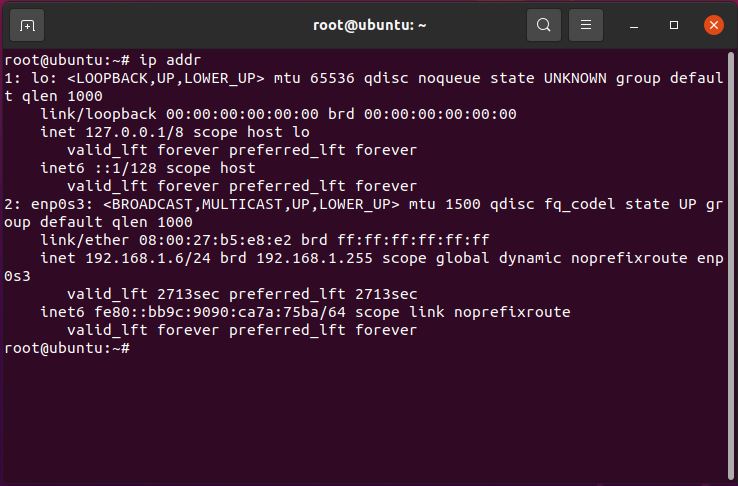 root@ubuntu: ~
root@ubuntu:~# ip addr
1: lo: <LOOPBACK,UP,LOWER_UP> mtu 65536 qdisc noqueue state UNKNOWN group defaul
t qlen 1000
    link/loopback 00:00:00:00:00:00 brd 00:00:00:00:00:00
    inet 127.0.0.1/8 scope host lo
       valid_lft forever preferred_lft forever
    inet6 ::1/128 scope host
       valid_lft forever preferred_lft forever
2: enp0s3: <BROADCAST,MULTICAST,UP,LOWER_UP> mtu 1500 qdisc fq_codel state UP gr
oup default qlen 1000
    link/ether 08:00:27:b5:e8:e2 brd ff:ff:ff:ff:ff:ff
    inet 192.168.1.6/24 brd 192.168.1.255 scope global dynamic noprefixroute enp
0s3
       valid_lft 2713sec preferred_lft 2713sec
    inet6 fe80::bb9c:9090:ca7a:75ba/64 scope link noprefixroute
       valid_lft forever preferred_lft forever
root@ubuntu:~#